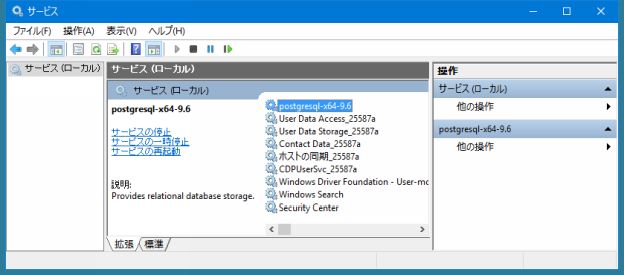 サービス
ファイル(F) 操作(A) 表示(V) ヘルプ(H)
サービス (ローカル)
サービス (ローカル)
サービス (ローカル)
postgresql-x64-9.6
サービスの停止
サービスの一時停止
サービスの再起動
説明:
Provides relational database storage.
postgresql-x64-9.6
User Data Access_25587a
User Data Storage_25587a
Contact Data_25587a
ホストの同期_25587a
CDPUserSvc_25587a
Windows Driver Foundation - User-mo
Windows Search
Security Center
拡張 標準
操作
サービス (ローカル)
他の操作
postgresql-x64-9.6
他の操作